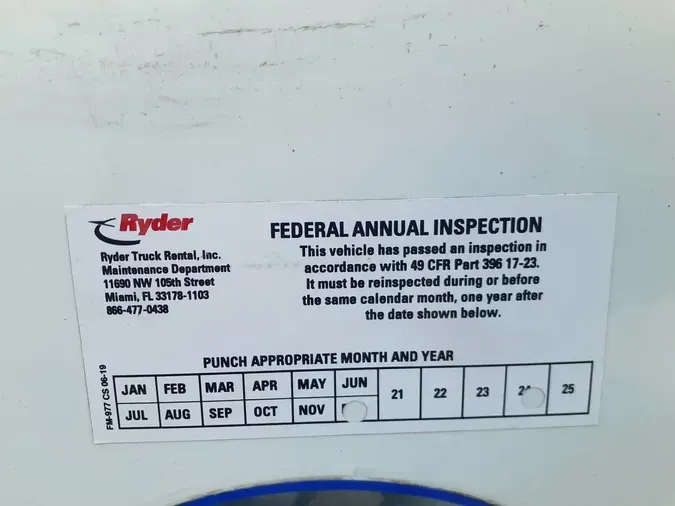 Ryder
Ryder Truck Rental, Inc.
Maintenance Department
11690 NW 105th Street
Miami, FL 33178-1103
866-477-0438
FEDERAL ANNUAL INSPECTION
This vehicle has passed an inspection in
accordance with 49 CFR Part 396 17-23.
It must be reinspected during or before
the same calendar month, one year after
the date shown below.
PUNCH APPROPRIATE MONTH AND YEAR
FM-977 CS 06-19
JAN FEB MAR APR MAY JUN
JUL AUG SEP OCT NOV
21 22 23 25